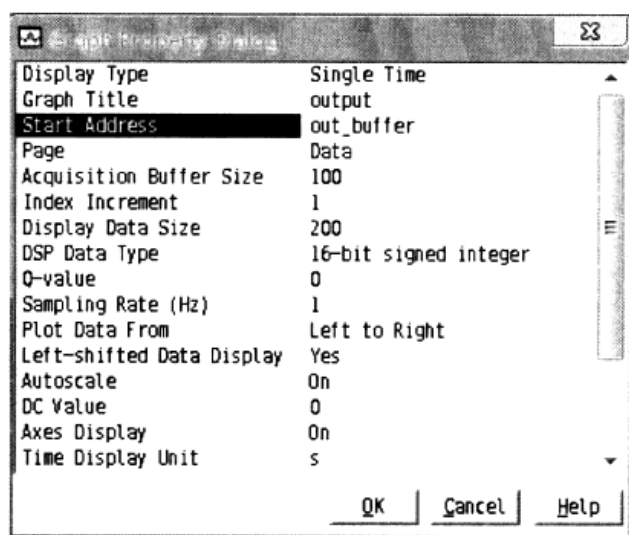 Graph Property Dialog
Display Type Single Time
Graph Title output
Start Address out_buffer
Page Data
Acquisition Buffer Size 100
Index Increment 1
Display Data Size 200
DSP Data Type 16-bit signed integer
Q-value 0
Sampling Rate (Hz) 1
Plot Data From Left to Right
Left-shifted Data Display Yes
Autoscale On
DC Value 0
Axes Display On
Time Display Unit s
OK Cancel Help